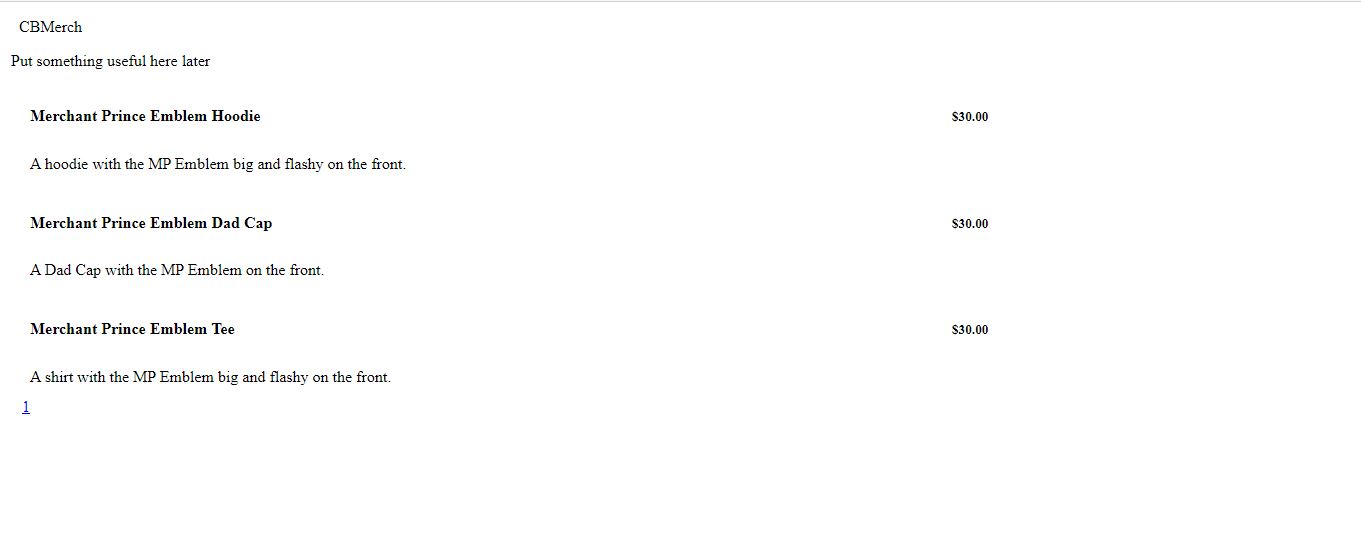 CBMerch
Put something useful here later
Merchant Prince Emblem Hoodie $30.00
A hoodie with the MP Emblem big and flashy on the front.
Merchant Prince Emblem Dad Cap $30.00
A Dad Cap with the MP Emblem on the front.
Merchant Prince Emblem Tee $30.00
A shirt with the MP Emblem big and flashy on the front.
1